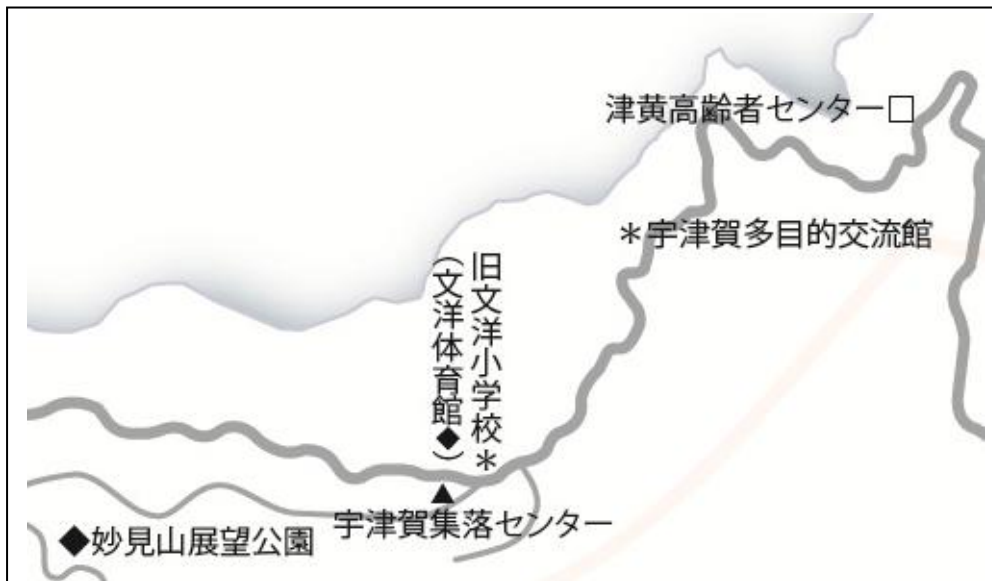 津黄高齢者センター□
＊宇津賀多目的交流館
旧文洋小学校＊
（文洋体育館◆）
▲
宇津賀集落センター
◆妙見山展望公園